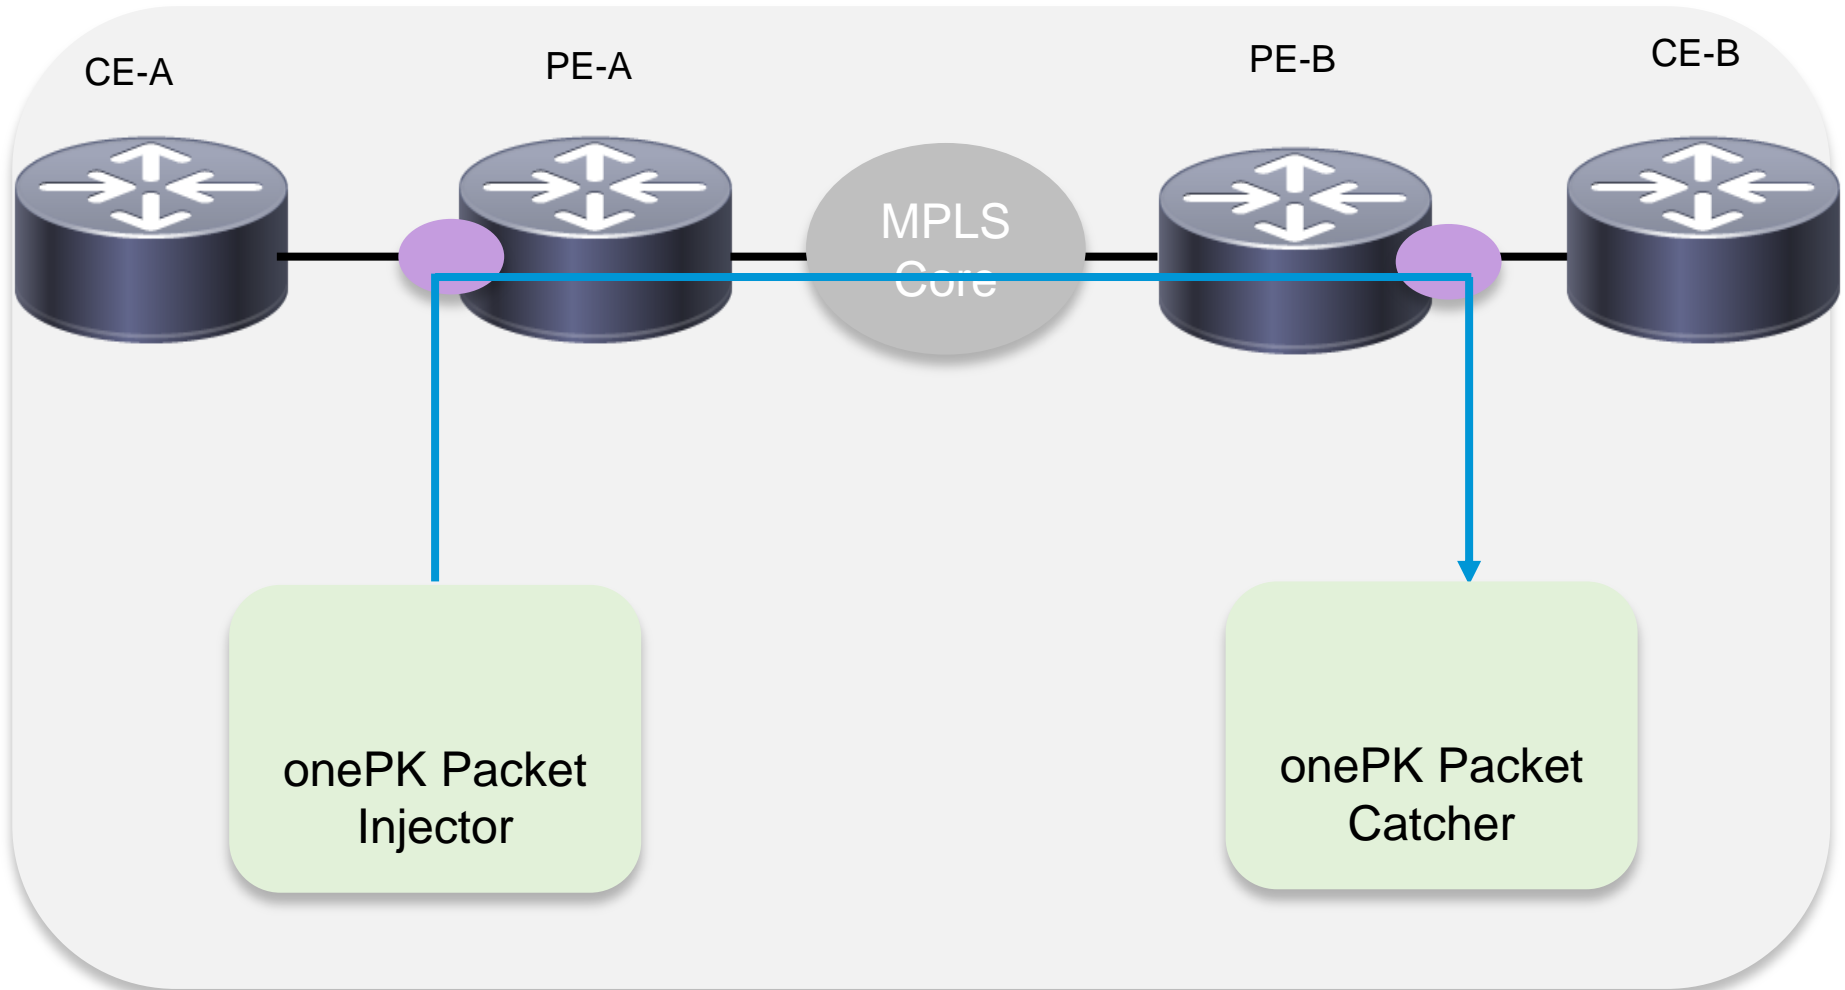 CE-A
PE-A
PE-B
CE-B
MPLS
Core
onePK Packet
Injector
onePK Packet
Catcher